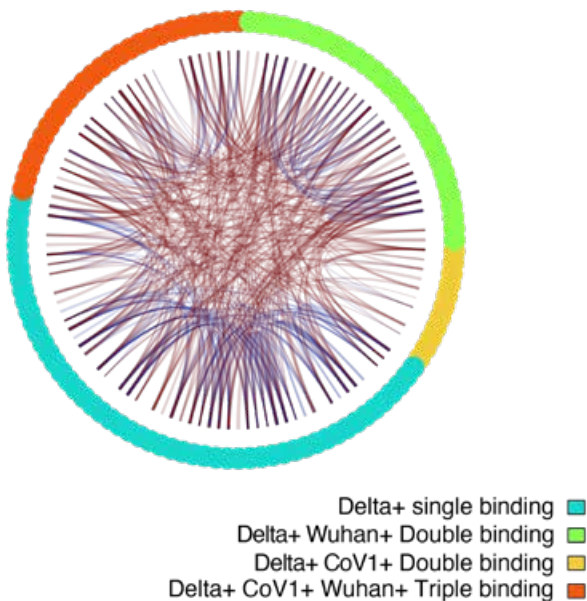 Delta+ single binding
Delta+ Wuhan+ Double binding
Delta+ CoV1+ Double binding
Delta+ CoV1+ Wuhan+ Triple binding